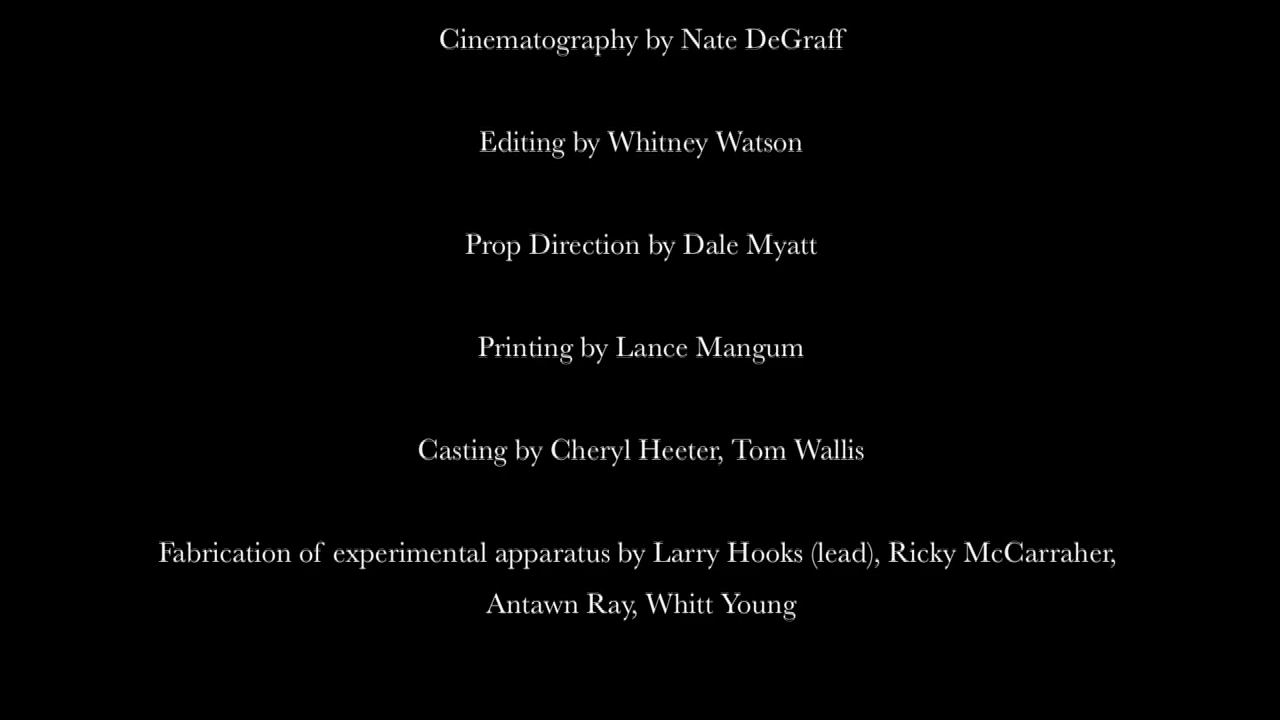 Cinematography by Nate DeGraff
Editing by Whitney Watson
Prop Direction by Dale Myatt
Printing by Lance Mangum
Casting by Cheryl Heeter, Tom Wallis
Fabrication of experimental apparatus by Larry Hooks (lead), Ricky McCarraher,
Antawn Ray, Whitt Young